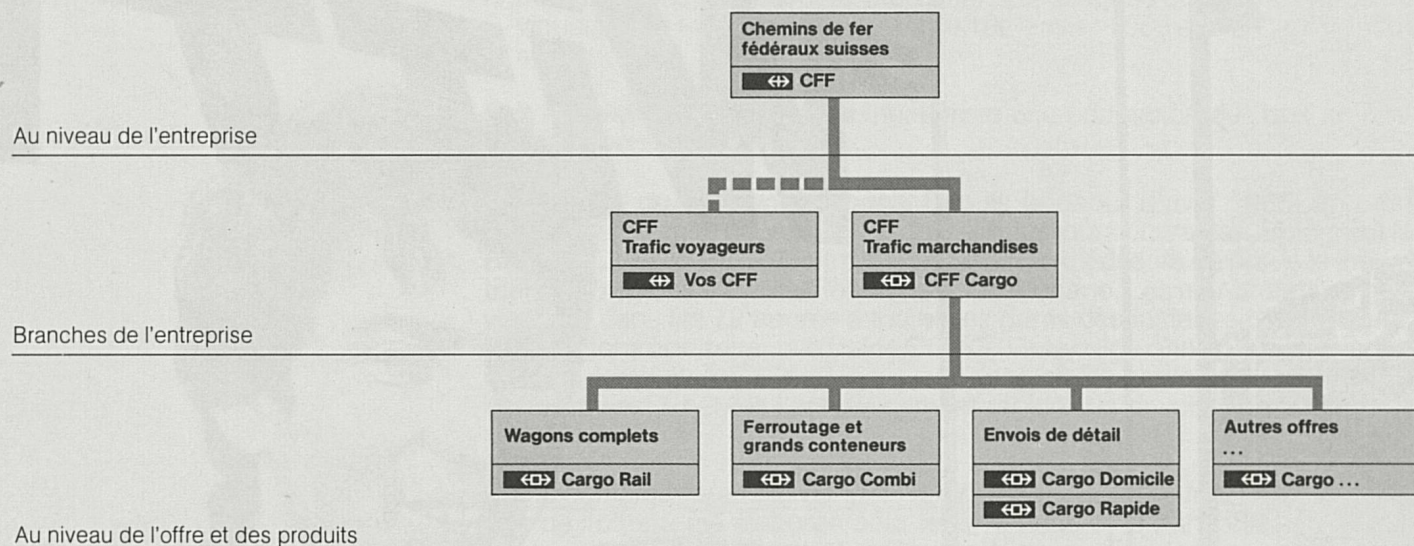 Chemins de fer
fédéraux suisses
CFF
Au niveau de l'entreprise
CFF
Trafic voyageurs
Vos CFF
CFF
Trafic marchandises
CFF Cargo
Branches de l'entreprise
Wagons complets
Cargo Rail
Ferroutage et
grands conteneurs
Cargo Combi
Envois de détail
Cargo Domicile
Cargo Rapide
Autres offres
...
Cargo ...
Au niveau de l'offre et des produits